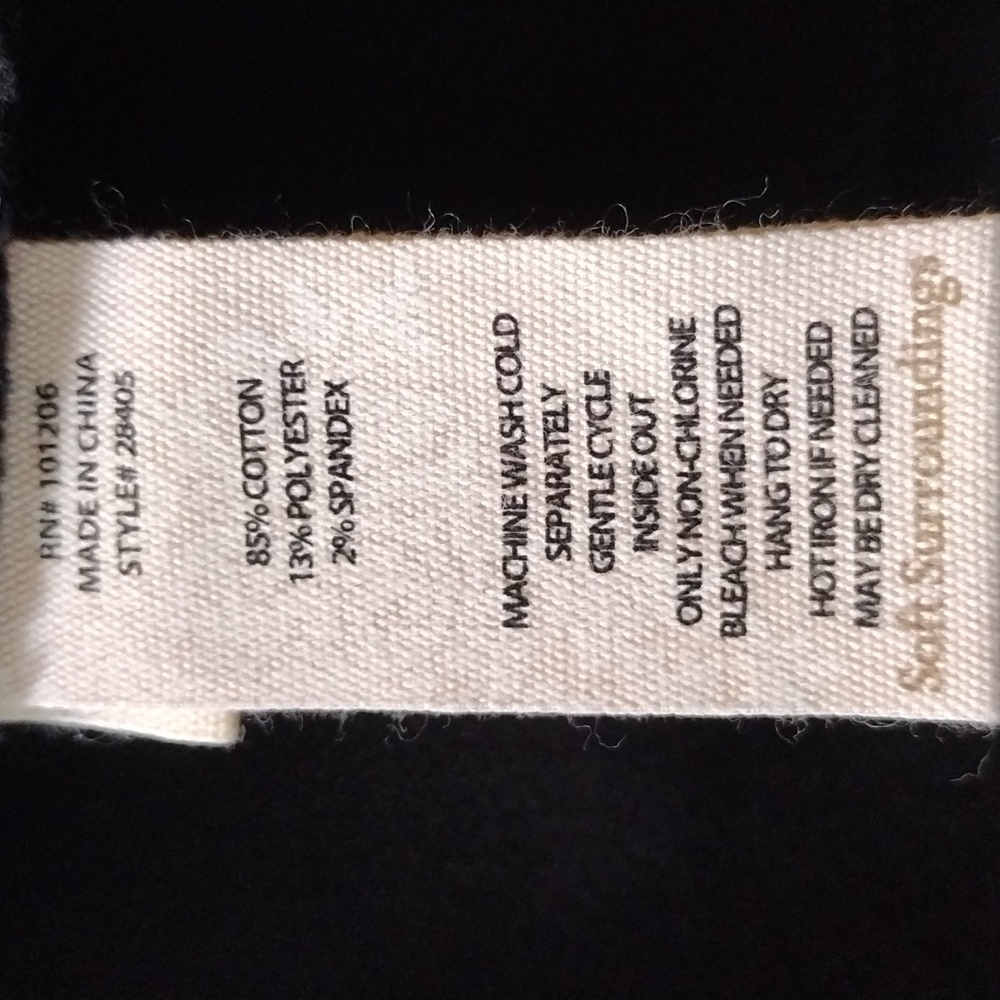 RN# 101206
MADE IN CHINA
STYLE# 28405
85% COTTON
13% POLYESTER
2% SPANDEX
MACHINE WASH COLD
SEPARATELY
GENTLE CYCLE
INSIDE OUT
ONLY NON-CHLORINE
BLEACH WHEN NEEDED
HANG TO DRY
HOT IRON IF NEEDED
MAY BE DRY CLEANED
Soft Surroundings